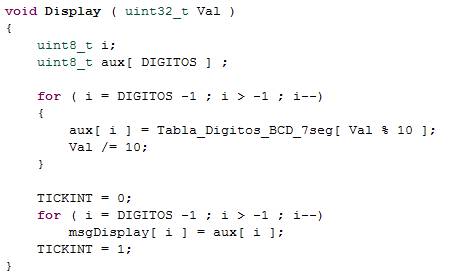 void Display ( uint32_t Val )
{
    uint8_t i;
    uint8_t aux[ DIGITOS ] ;

    for ( i = DIGITOS -1 ; i > -1 ; i--)
    {
        aux[ i ] = Tabla_Digitos_BCD_7seg[ Val % 10 ];
        Val /= 10;
    }

    TICKINT = 0;
    for ( i = DIGITOS -1 ; i > -1 ; i--)
        msgDisplay[ i ] = aux[ i ];
    TICKINT = 1;
}